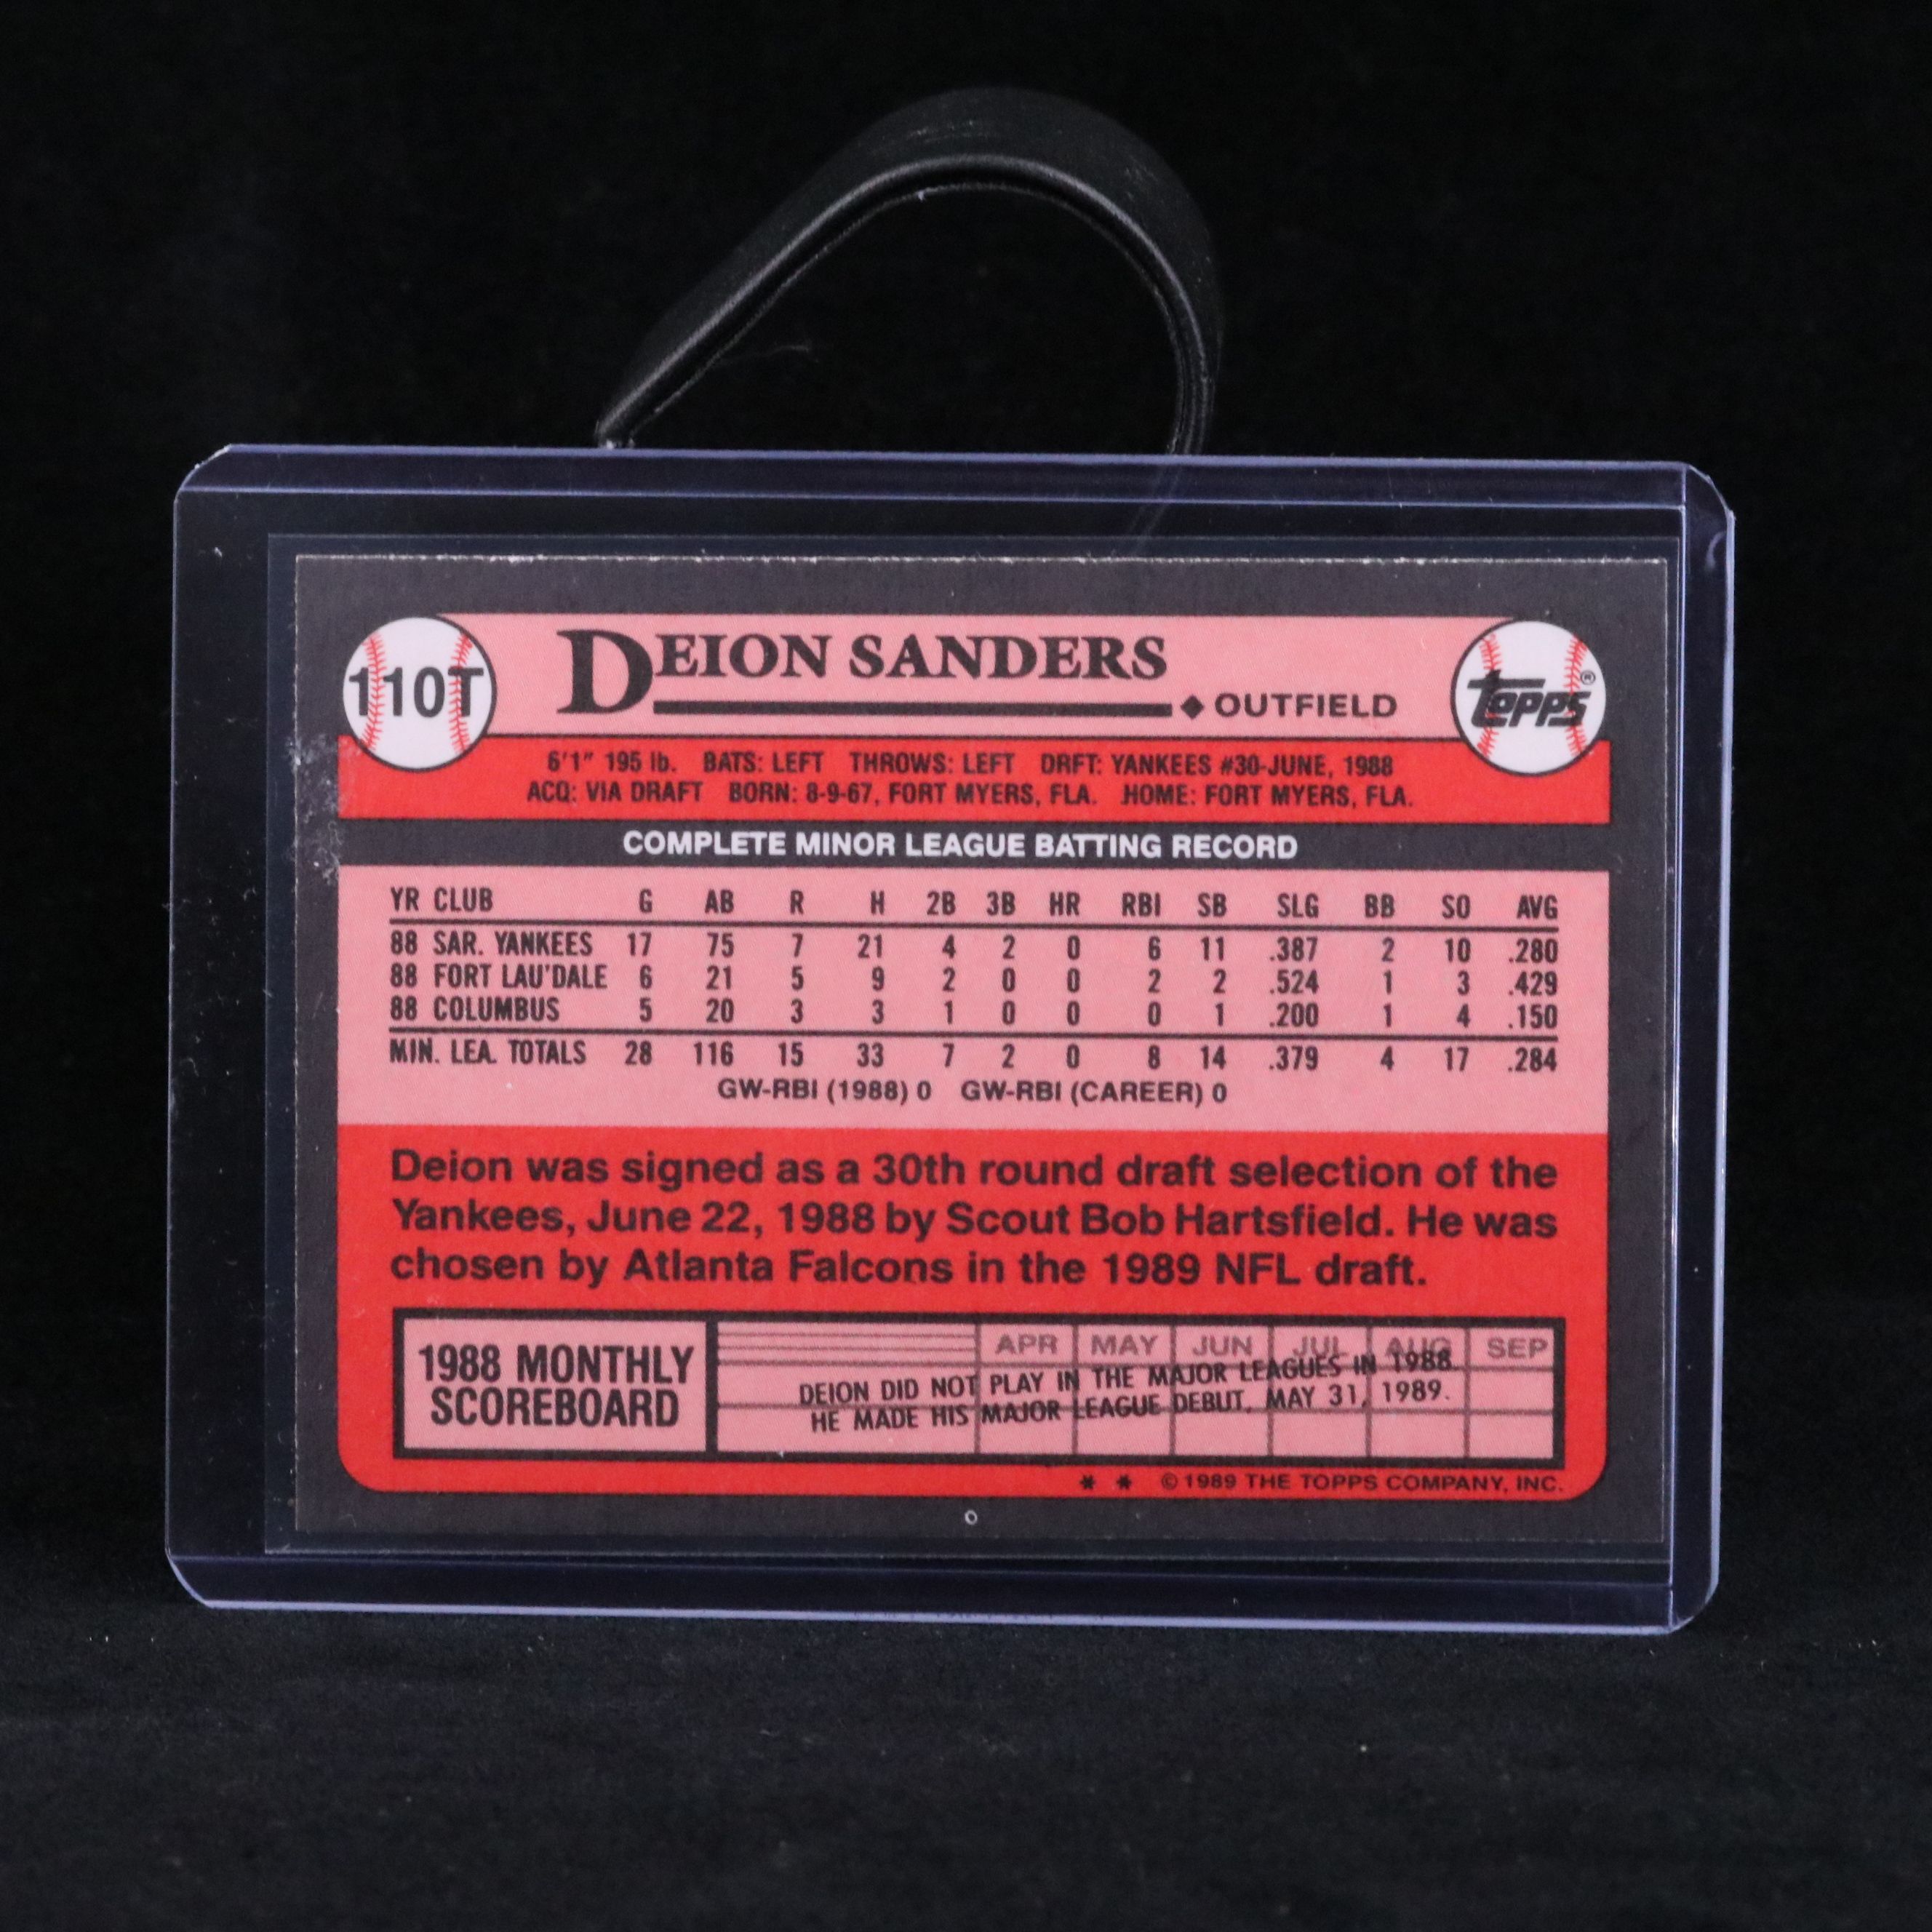 110T
DEION SANDERS
◆ OUTFIELD
topps®
6'1" 195 lb. BATS: LEFT THROWS: LEFT DRFT: YANKEES #30-JUNE, 1988
ACQ: VIA DRAFT BORN: 8-9-67, FORT MYERS, FLA. HOME: FORT MYERS, FLA.
COMPLETE MINOR LEAGUE BATTING RECORD
YR CLUB G AB R H 2B 3B HR RBI SB SLG BB SO AVG
88 SAR. YANKEES 17 75 7 21 4 2 0 6 11 .387 2 10 .280
88 FORT LAU'DALE 6 21 5 9 2 0 0 2 2 .524 1 3 .429
88 COLUMBUS 5 20 3 3 1 0 0 0 1 .200 1 4 .150
MIN. LEA. TOTALS 28 116 15 33 7 2 0 8 14 .379 4 17 .284
GW-RBI (1988) 0 GW-RBI (CAREER) 0
Deion was signed as a 30th round draft selection of the
Yankees, June 22, 1988 by Scout Bob Hartsfield. He was
chosen by Atlanta Falcons in the 1989 NFL draft.
1988 MONTHLY
SCOREBOARD
APR MAY JUN JUL AUG SEP
DEION DID NOT PLAY IN THE MAJOR LEAGUES IN 1988.
HE MADE HIS MAJOR LEAGUE DEBUT, MAY 31, 1989.
* * © 1989 THE TOPPS COMPANY, INC.